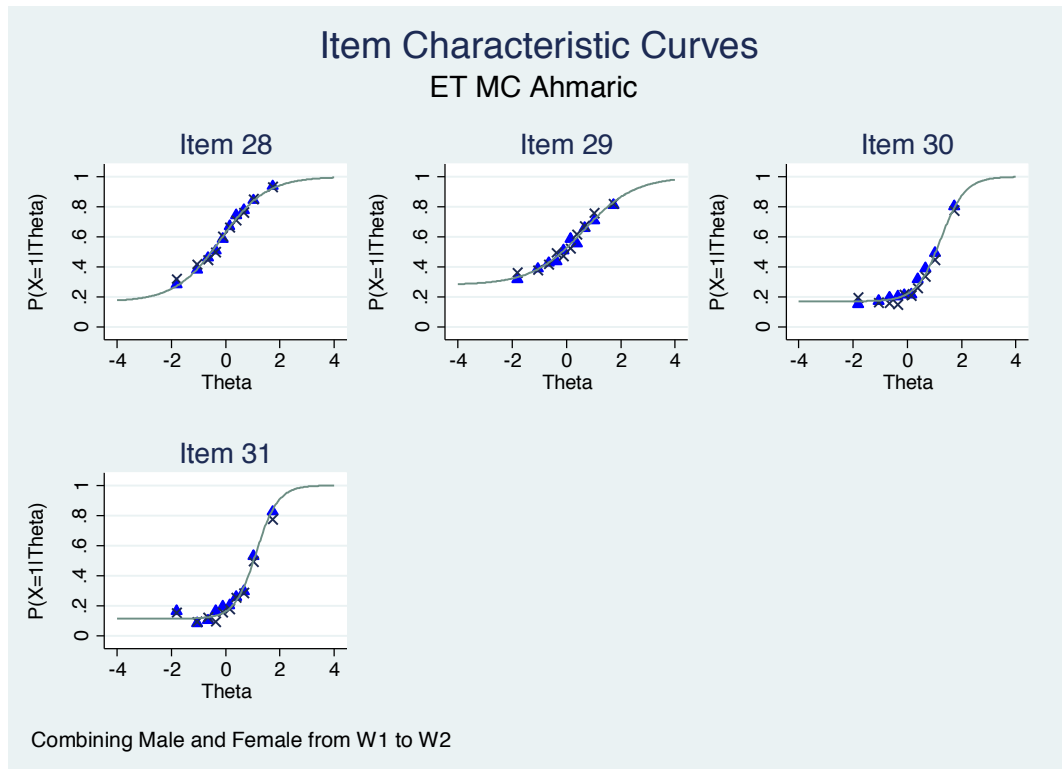 Item Characteristic Curves
ET MC Ahmaric
Item 28
P(X=1|Theta)
0 .2 .4 .6 .8 1
-4 -2 0 2 4
Theta
Item 29
P(X=1|Theta)
0 .2 .4 .6 .8 1
-4 -2 0 2 4
Theta
Item 30
P(X=1|Theta)
0 .2 .4 .6 .8 1
-4 -2 0 2 4
Theta
Item 31
P(X=1|Theta)
0 .2 .4 .6 .8 1
-4 -2 0 2 4
Theta
Combining Male and Female from W1 to W2